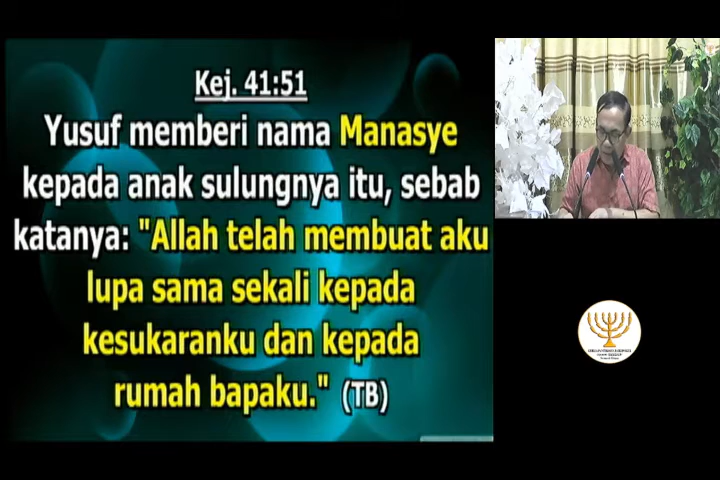 Kej. 41:51
Yusuf memberi nama Manasye
kepada anak sulungnya itu, sebab
katanya: "Allah telah membuat aku
lupa sama sekali kepada
kesukaranku dan kepada
rumah bapaku." (TB)